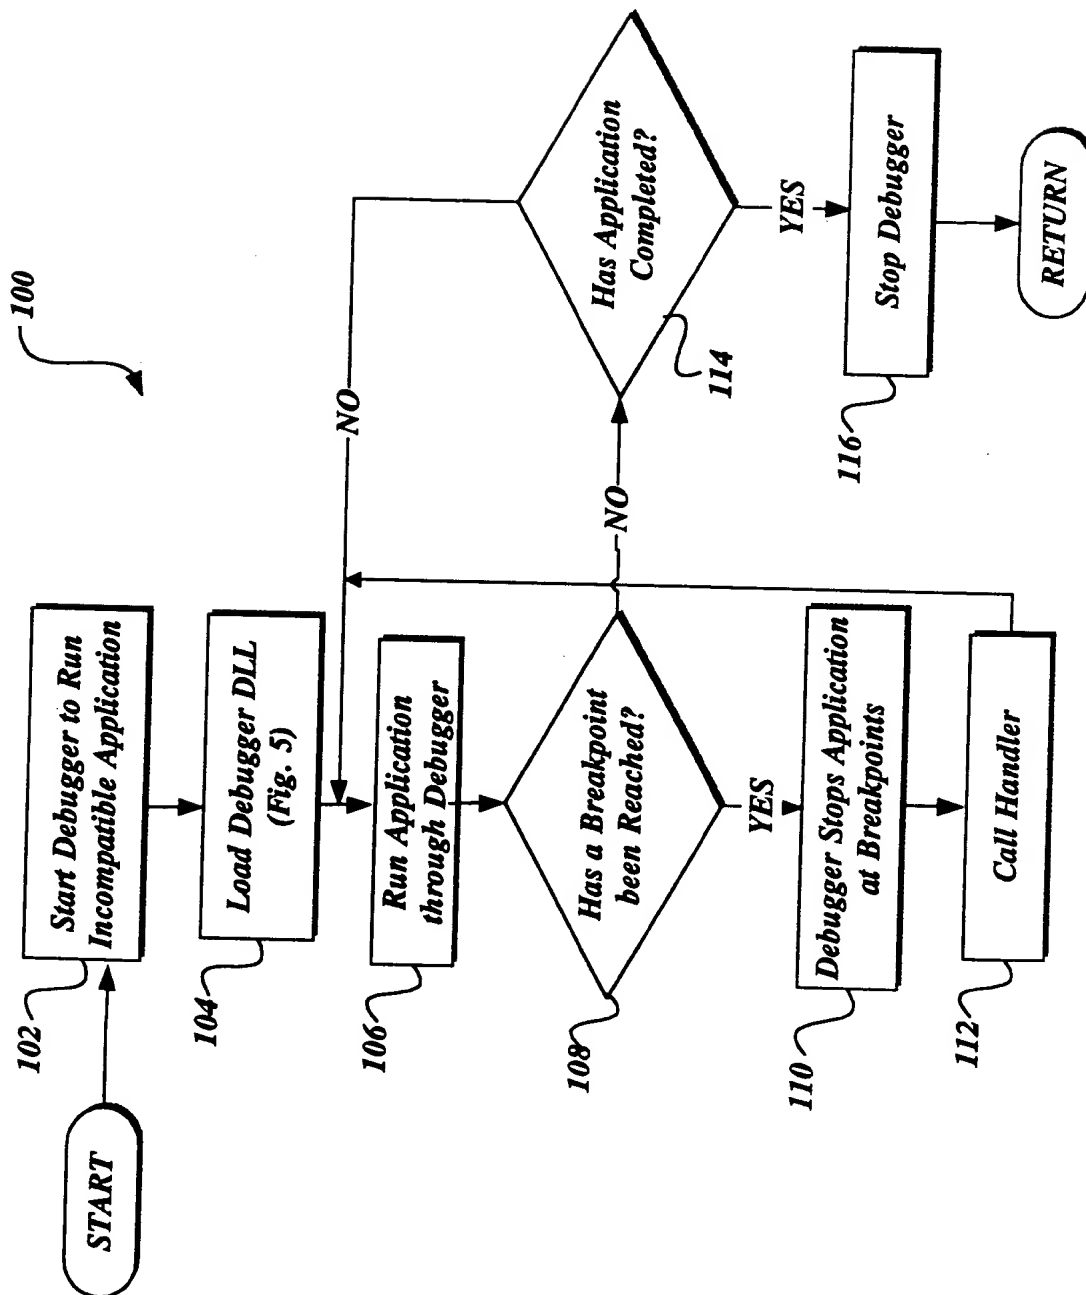 100
START
102
Start Debugger to Run
Incompatible Application
104
Load Debugger DLL
(Fig. 5)
106
Run Application
through Debugger
108
Has a Breakpoint
been Reached?
NO
YES
110
Debugger Stops Application
at Breakpoints
112
Call Handler
NO
114
Has Application
Completed?
YES
116
Stop Debugger
RETURN